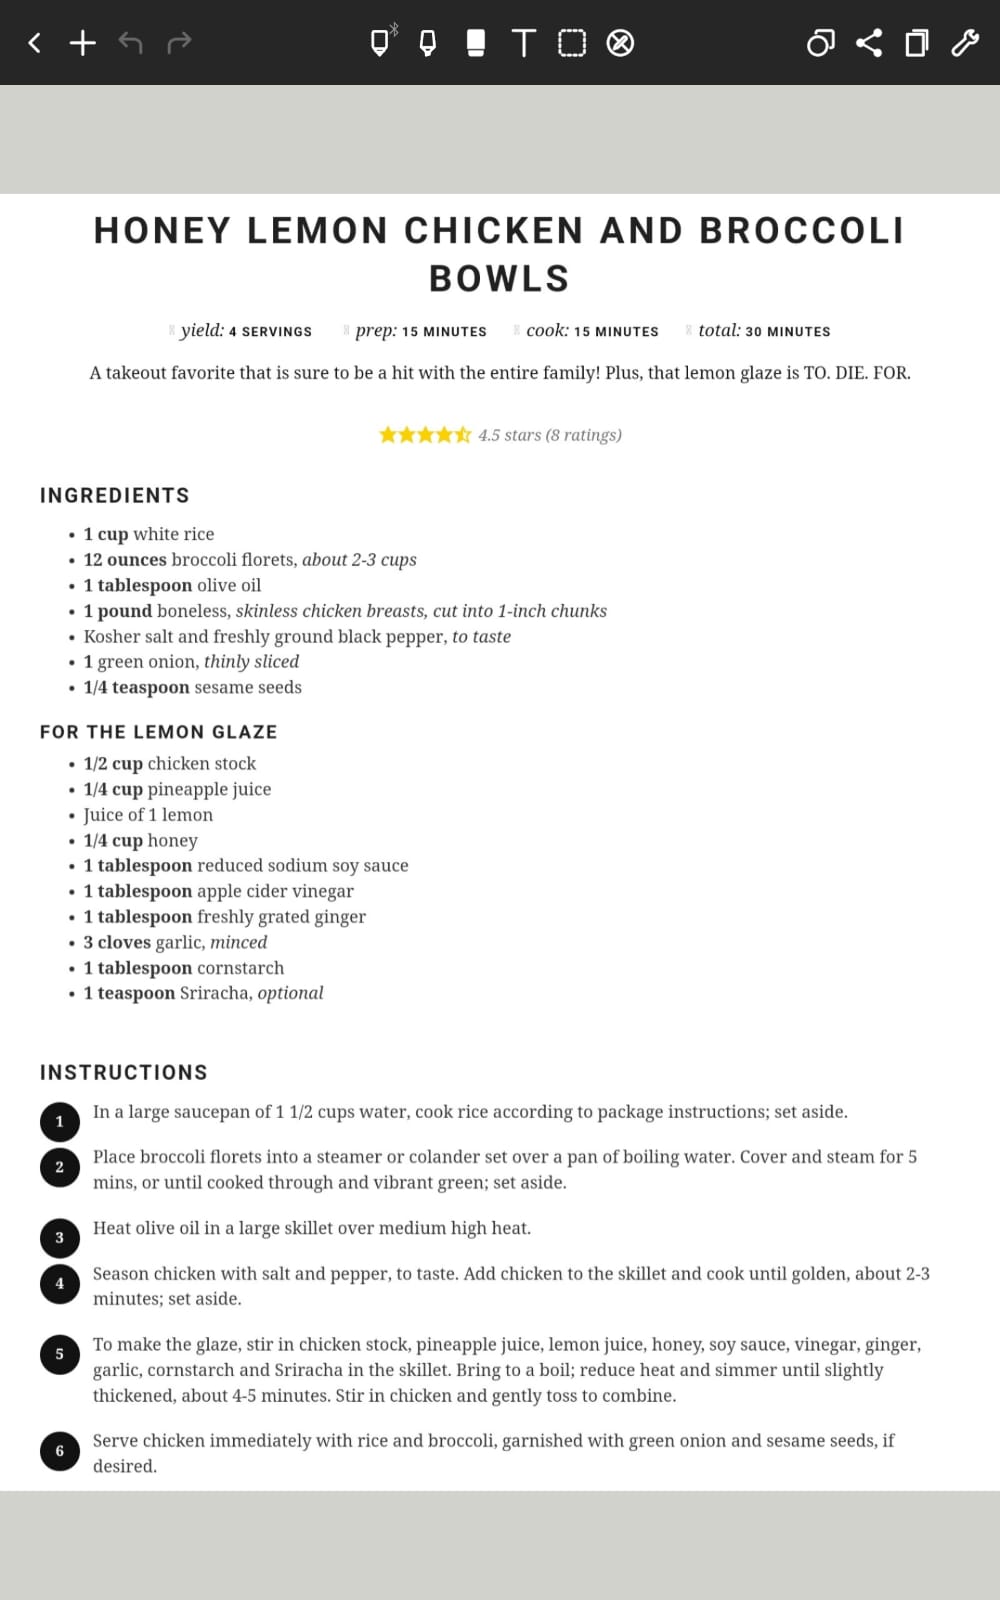 HONEY LEMON CHICKEN AND BROCCOLI
BOWLS
yield: 4 SERVINGS prep: 15 MINUTES cook: 15 MINUTES total: 30 MINUTES
A takeout favorite that is sure to be a hit with the entire family! Plus, that lemon glaze is TO. DIE. FOR.
4.5 stars (8 ratings)
INGREDIENTS
• 1 cup white rice
• 12 ounces broccoli florets, about 2-3 cups
• 1 tablespoon olive oil
• 1 pound boneless, skinless chicken breasts, cut into 1-inch chunks
• Kosher salt and freshly ground black pepper, to taste
• 1 green onion, thinly sliced
• 1/4 teaspoon sesame seeds
FOR THE LEMON GLAZE
• 1/2 cup chicken stock
• 1/4 cup pineapple juice
• Juice of 1 lemon
• 1/4 cup honey
• 1 tablespoon reduced sodium soy sauce
• 1 tablespoon apple cider vinegar
• 1 tablespoon freshly grated ginger
• 3 cloves garlic, minced
• 1 tablespoon cornstarch
• 1 teaspoon Sriracha, optional
INSTRUCTIONS
1 In a large saucepan of 1 1/2 cups water, cook rice according to package instructions; set aside.
2 Place broccoli florets into a steamer or colander set over a pan of boiling water. Cover and steam for 5
mins, or until cooked through and vibrant green; set aside.
3 Heat olive oil in a large skillet over medium high heat.
4 Season chicken with salt and pepper, to taste. Add chicken to the skillet and cook until golden, about 2-3
minutes; set aside.
5 To make the glaze, stir in chicken stock, pineapple juice, lemon juice, honey, soy sauce, vinegar, ginger,
garlic, cornstarch and Sriracha in the skillet. Bring to a boil; reduce heat and simmer until slightly
thickened, about 4-5 minutes. Stir in chicken and gently toss to combine.
6 Serve chicken immediately with rice and broccoli, garnished with green onion and sesame seeds, if
desired.